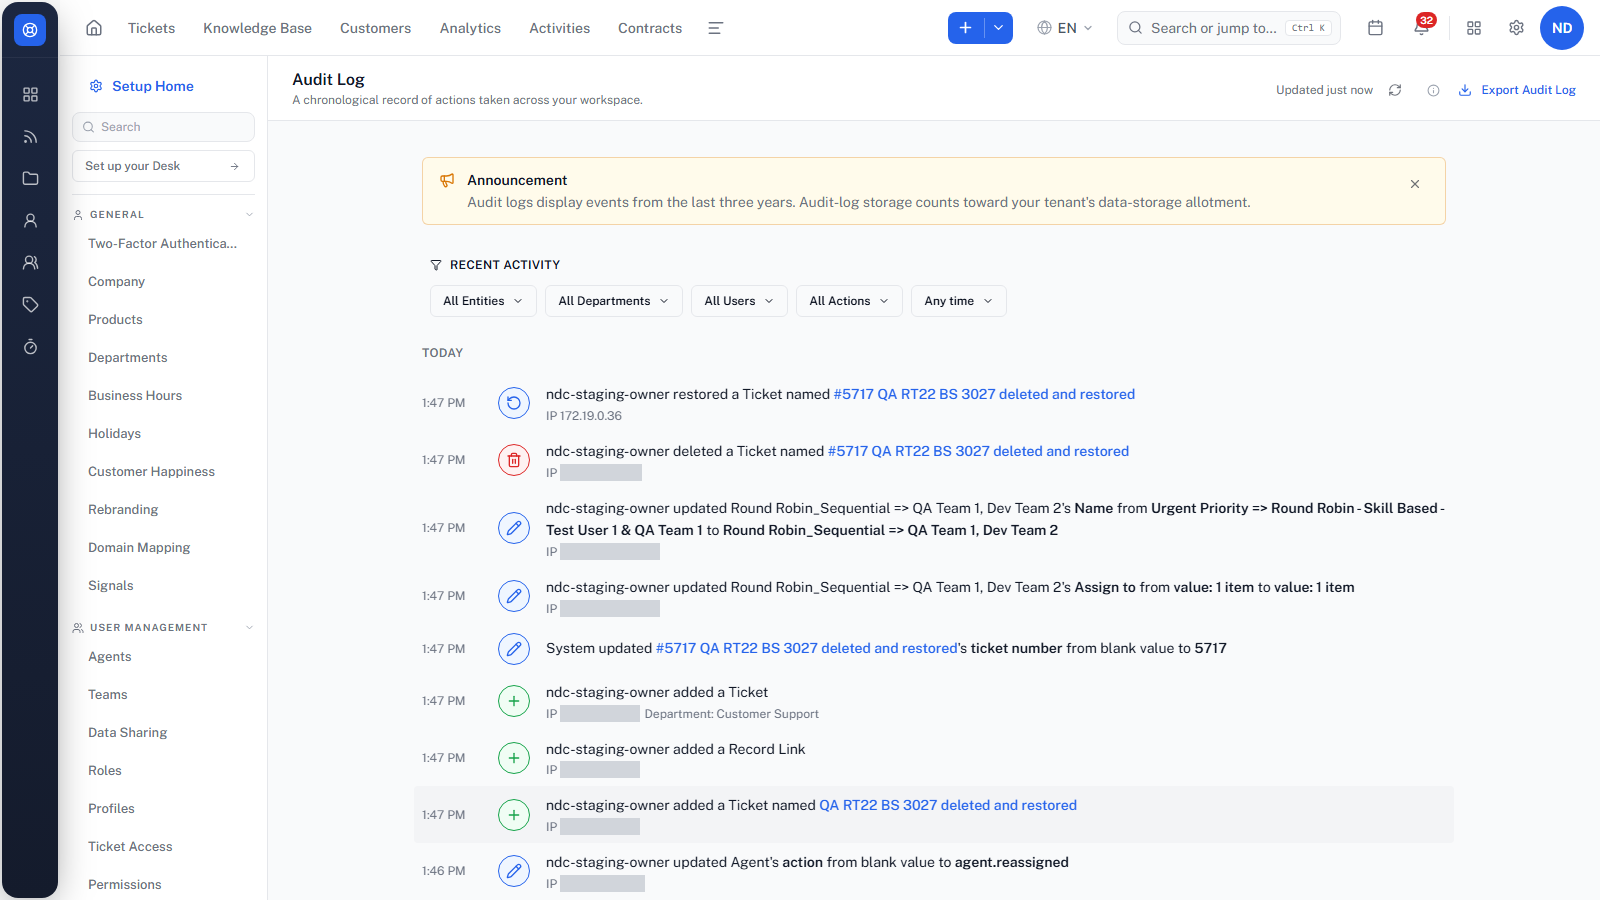 Tickets
Knowledge Base
Customers
Analytics
Activities
Contracts
EN
Search or jump to...
Ctrl K
32
ND
Setup Home
Search
Set up your Desk
GENERAL
Two-Factor Authentica...
Company
Products
Departments
Business Hours
Holidays
Customer Happiness
Rebranding
Domain Mapping
Signals
USER MANAGEMENT
Agents
Teams
Data Sharing
Roles
Profiles
Ticket Access
Permissions
Audit Log
A chronological record of actions taken across your workspace.
Updated just now
Export Audit Log
Announcement
Audit logs display events from the last three years. Audit-log storage counts toward your tenant's data-storage allotment.
RECENT ACTIVITY
All Entities
All Departments
All Users
All Actions
Any time
TODAY
1:47 PM
ndc-staging-owner restored a Ticket named #5717 QA RT22 BS 3027 deleted and restored
IP 172.19.0.36
1:47 PM
ndc-staging-owner deleted a Ticket named #5717 QA RT22 BS 3027 deleted and restored
IP
1:47 PM
ndc-staging-owner updated Round Robin_Sequential => QA Team 1, Dev Team 2's Name from Urgent Priority => Round Robin - Skill Based -
Test User 1 & QA Team 1 to Round Robin_Sequential => QA Team 1, Dev Team 2
IP
1:47 PM
ndc-staging-owner updated Round Robin_Sequential => QA Team 1, Dev Team 2's Assign to from value: 1 item to value: 1 item
IP
1:47 PM
System updated #5717 QA RT22 BS 3027 deleted and restored's ticket number from blank value to 5717
1:47 PM
ndc-staging-owner added a Ticket
IP Department: Customer Support
1:47 PM
ndc-staging-owner added a Record Link
IP
1:47 PM
ndc-staging-owner added a Ticket named QA RT22 BS 3027 deleted and restored
IP
1:46 PM
ndc-staging-owner updated Agent's action from blank value to agent.reassigned
IP